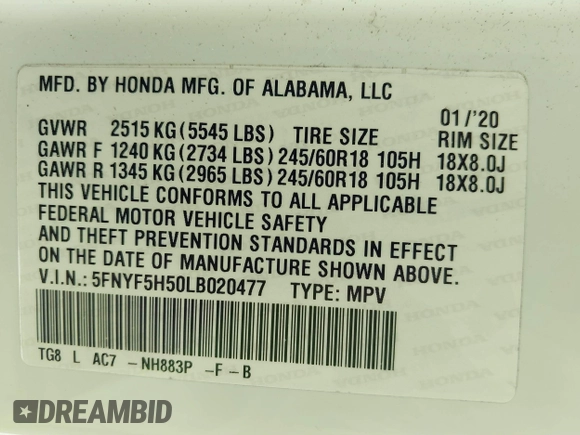 MFD. BY HONDA MFG. OF ALABAMA, LLC
01/'20
GVWR 2515 KG (5545 LBS) TIRE SIZE RIM SIZE
GAWR F 1240 KG (2734 LBS) 245/60R18 105H 18X8.0J
GAWR R 1345 KG (2965 LBS) 245/60R18 105H 18X8.0J
THIS VEHICLE CONFORMS TO ALL APPLICABLE
FEDERAL MOTOR VEHICLE SAFETY
AND THEFT PREVENTION STANDARDS IN EFFECT
ON THE DATE OF MANUFACTURE SHOWN ABOVE.
V.I.N.: 5FNYF5H50LB020477 TYPE: MPV
TG8 L AC7 -NH883P -F-B
DREAMBID